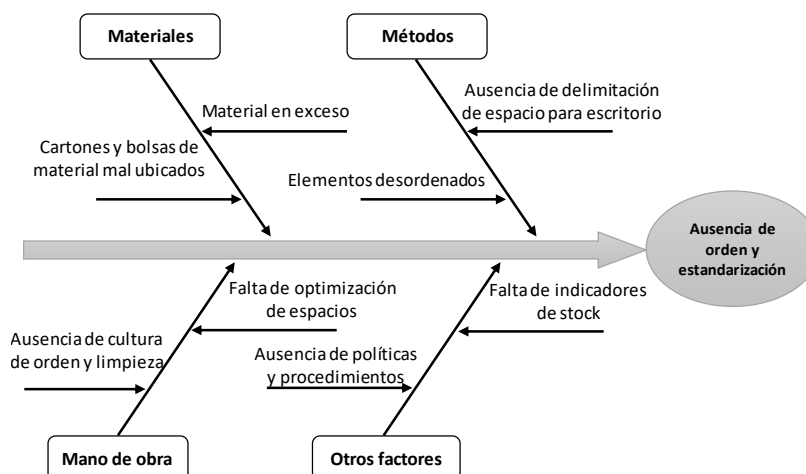 Materiales
Métodos
Material en exceso
Cartones y bolsas de
material mal ubicados
Ausencia de delimitación
de espacio para escritorio
Elementos desordenados
Ausencia de
orden y
estandarización
Falta de optimización
de espacios
Ausencia de cultura
de orden y limpieza
Falta de indicadores
de stock
Ausencia de políticas
y procedimientos
Mano de obra
Otros factores